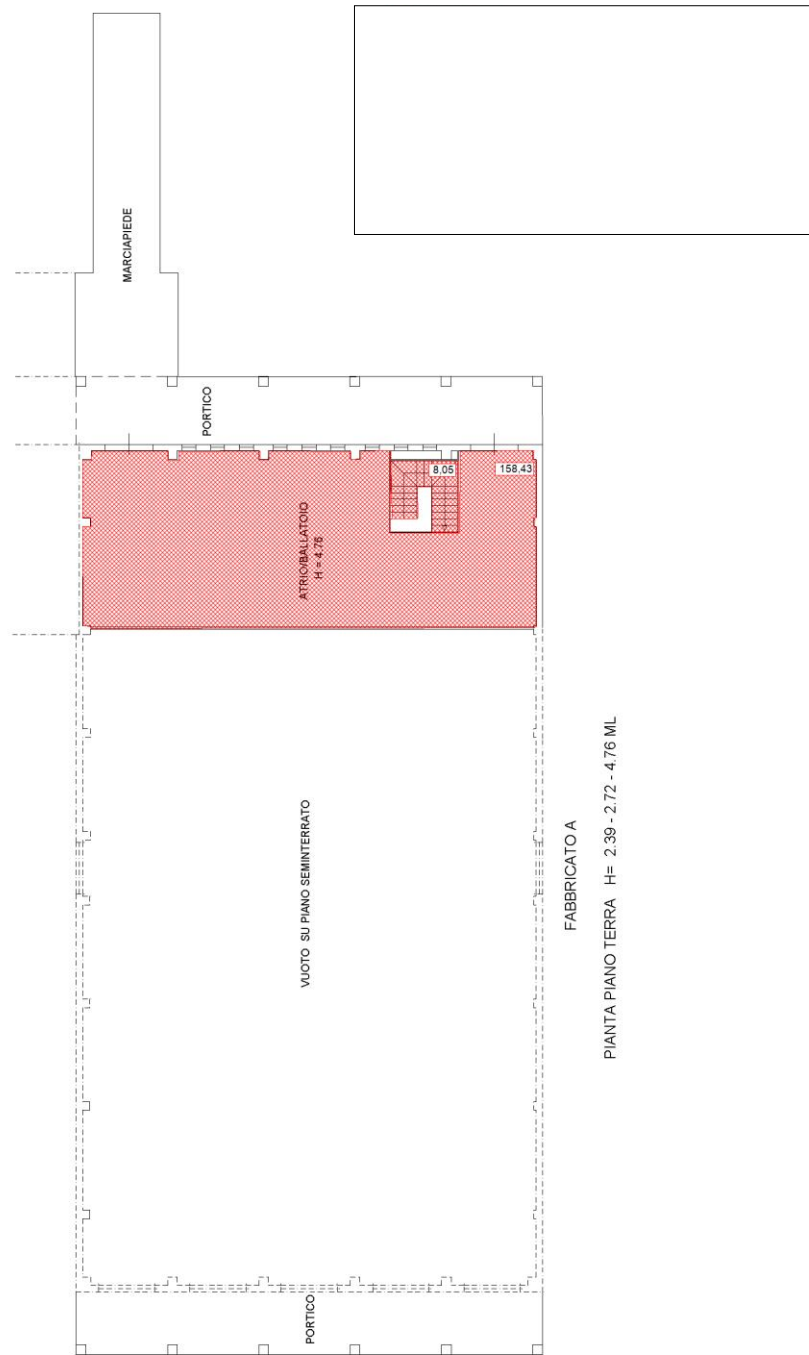 MARCIAPIEDE
PORTICO
8,05
158,43
ATRIO/BALLATOIO
H = 4.76
VUOTO SU PIANO SEMINTERRATO
FABBRICATO A
PIANTA PIANO TERRA H= 2.39 - 2.72 - 4.76 ML
PORTICO